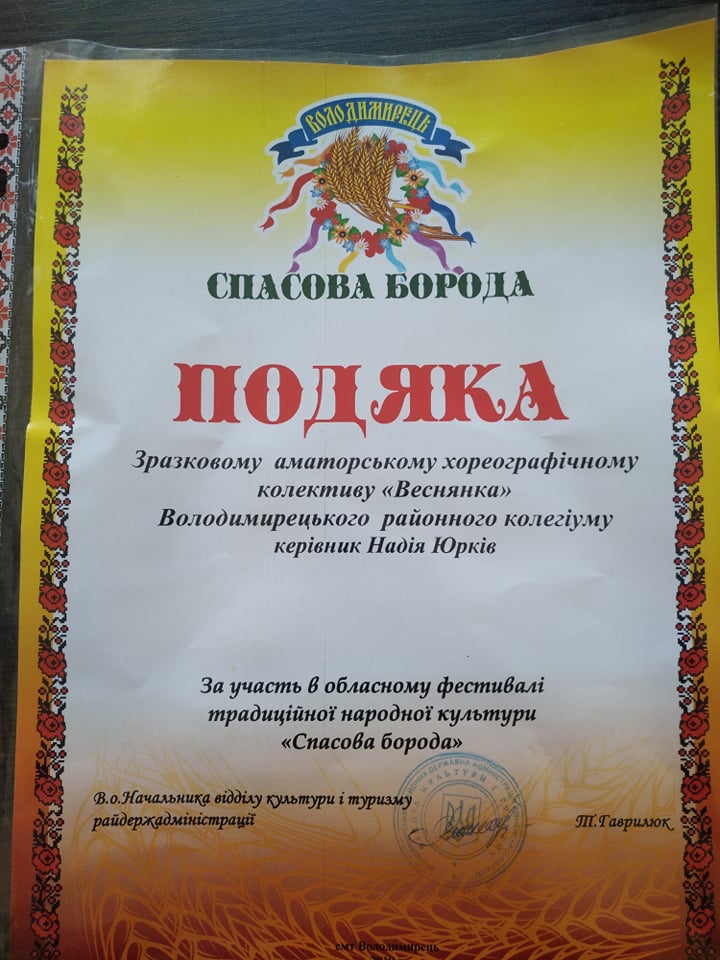 ВОЛОДИМИРЕЦЬ
СПАСОВА БОРОДА
ПОДЯКА
Зразковому аматорському хореографічному
колективу «Веснянка»
Володимирецького районного колегіуму
керівник Надія Юрків
За участь в обласному фестивалі
традиційної народної культури
«Спасова борода»
В.о.Начальника відділу культури і туризму
райдержадміністрації
Т.Гаврилюк
смт Володимирець